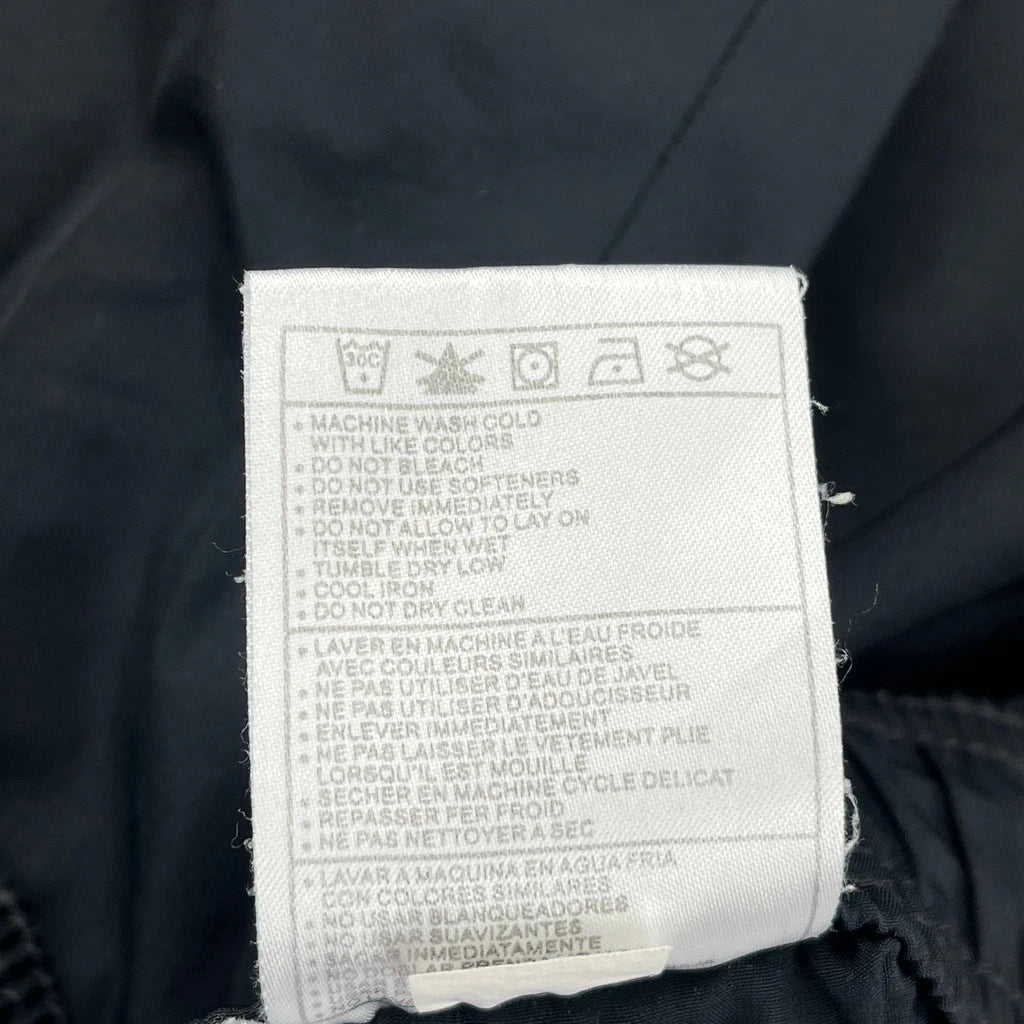 30C
• MACHINE WASH COLD
WITH LIKE COLORS
• DO NOT BLEACH
• DO NOT USE SOFTENERS
• REMOVE IMMEDIATELY
• DO NOT ALLOW TO LAY ON
ITSELF WHEN WET
• TUMBLE DRY LOW
• COOL IRON
• DO NOT DRY CLEAN
• LAVER EN MACHINE A L'EAU FROIDE
AVEC COULEURS SIMILAIRES
• NE PAS UTILISER D'EAU DE JAVEL
• NE PAS UTILISER D'ADOUCISSEUR
• ENLEVER IMMEDIATEMENT
• NE PAS LAISSER LE VETEMENT PLIE
LORSQU'IL EST MOUILLE
• SECHER EN MACHINE CYCLE DELICAT
• REPASSER FER FROID
• NE PAS NETTOYER A SEC
• LAVAR A MAQUINA EN AGUA FRIA
CON COLORES SIMILARES
• NO USAR BLANQUEADORES
• NO USAR SUAVIZANTES
• SACAR INMEDIATAMENTE